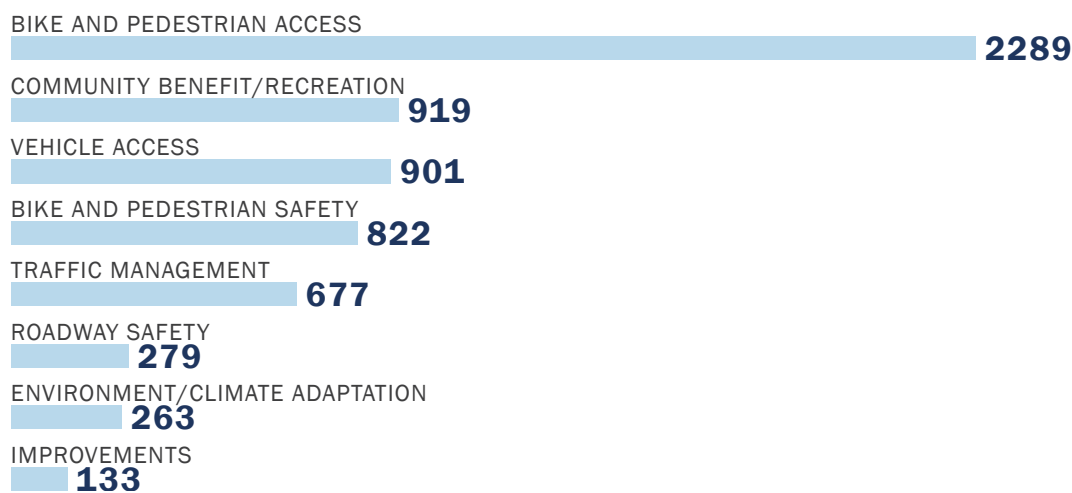 BIKE AND PEDESTRIAN ACCESS
2289
COMMUNITY BENEFIT/RECREATION
919
VEHICLE ACCESS
901
BIKE AND PEDESTRIAN SAFETY
822
TRAFFIC MANAGEMENT
677
ROADWAY SAFETY
279
ENVIRONMENT/CLIMATE ADAPTATION
263
IMPROVEMENTS
133